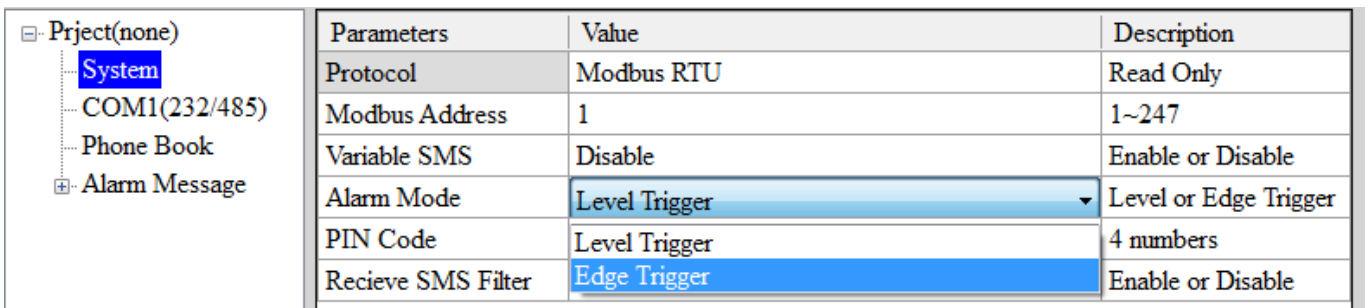 Prject(none)
System
COM1(232/485)
Phone Book
Alarm Message
Parameters Value Description
Protocol Modbus RTU Read Only
Modbus Address 1 1~247
Variable SMS Disable Enable or Disable
Alarm Mode Level Trigger Level or Edge Trigger
PIN Code Level Trigger 4 numbers
Recieve SMS Filter Edge Trigger Enable or Disable